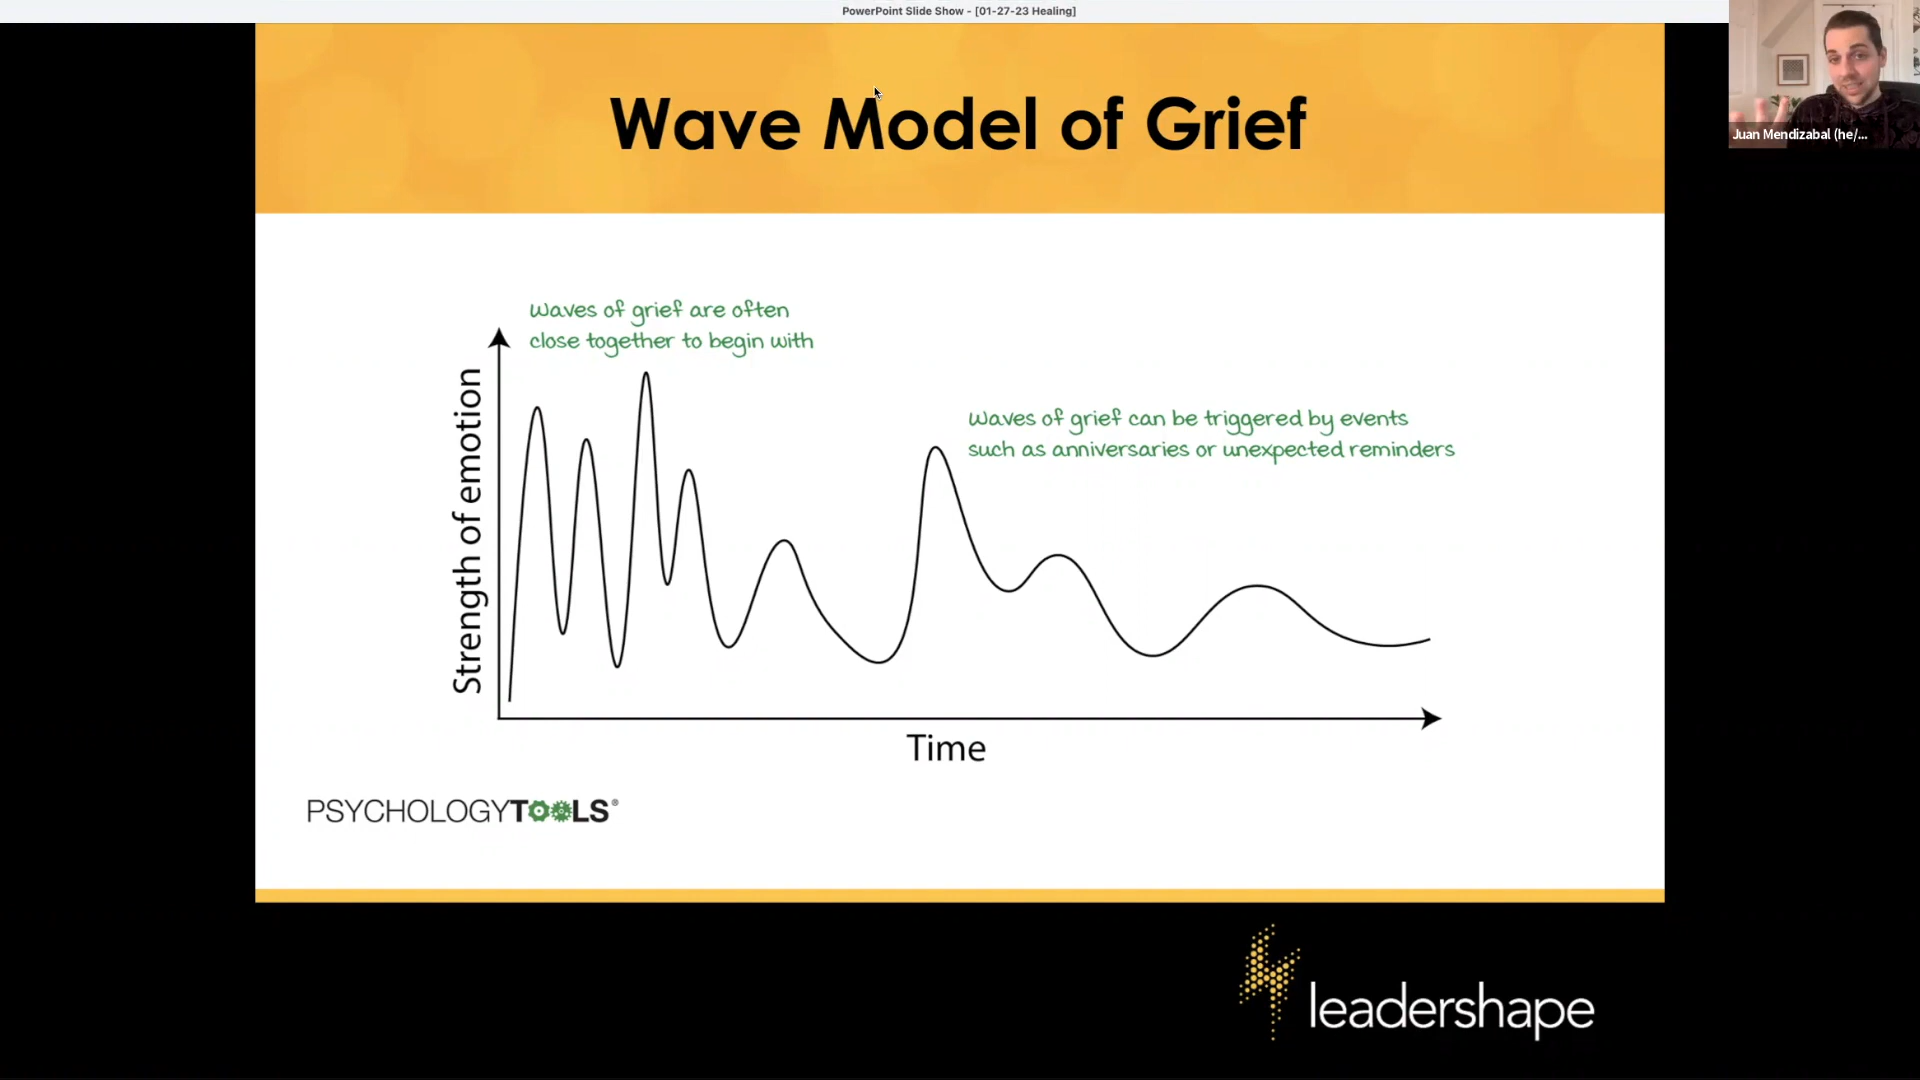 PowerPoint Slide Show - [01-27-23 Healing]
Juan Mendizabal (he/...
Wave Model of Grief
Waves of grief are often
close together to begin with
Waves of grief can be triggered by events
such as anniversaries or unexpected reminders
Strength of emotion
Time
PSYCHOLOGYTOOLS®
leadershape